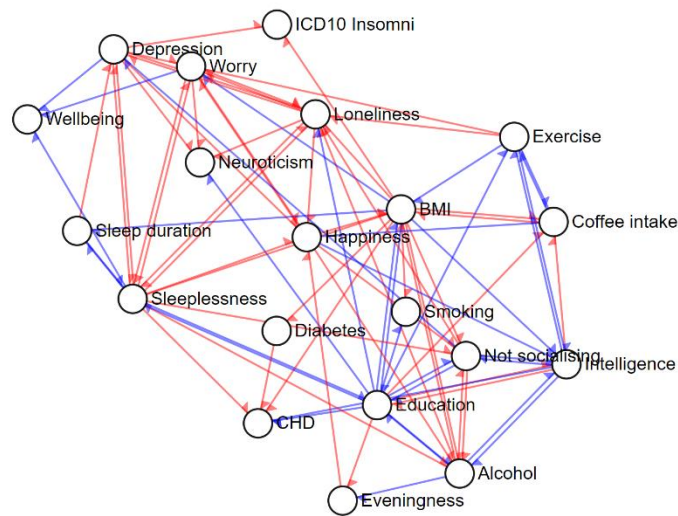 ICD10 Insomni
Depression
Worry
Loneliness
Wellbeing
Exercise
Neuroticism
BMI
Coffee intake
Sleep duration
Happiness
Sleeplessness
Smoking
Diabetes
Not socialising
Intelligence
Education
CHD
Alcohol
Eveningness